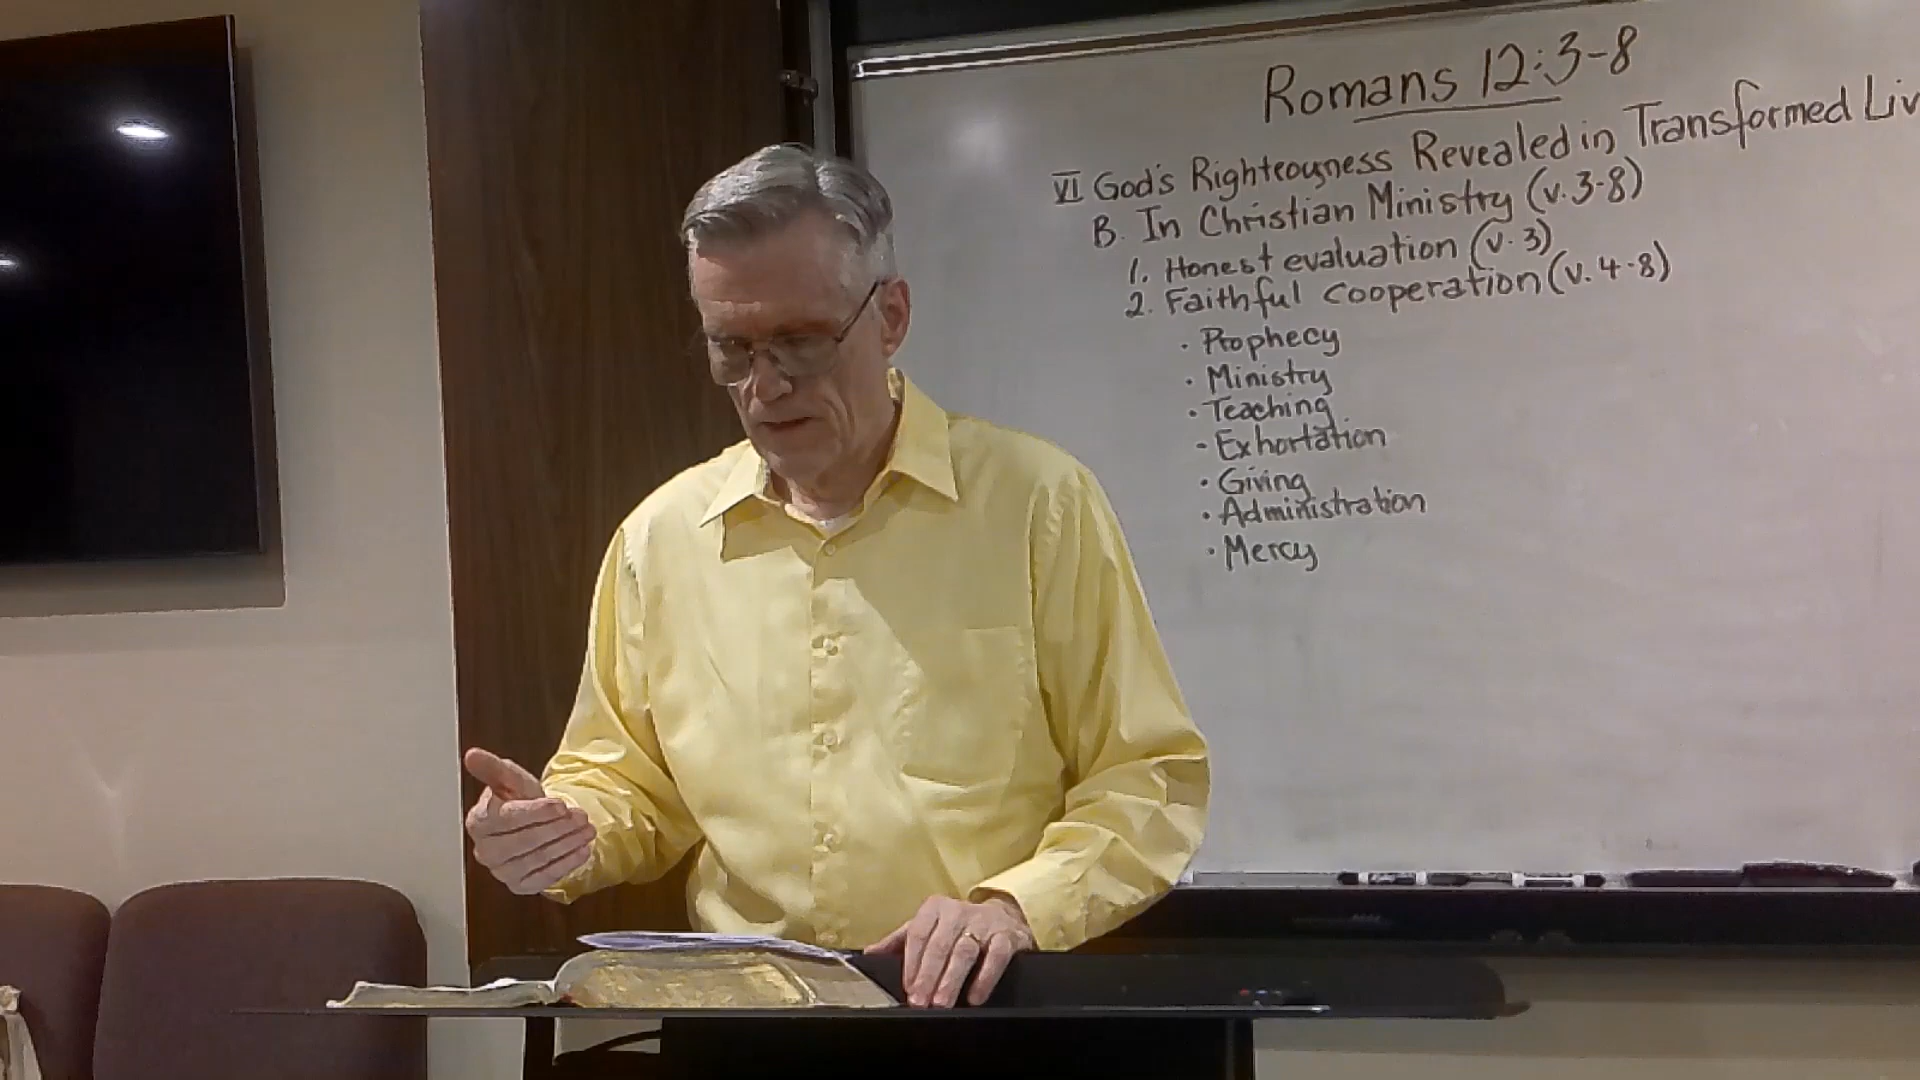 Romans 12:3-8
VI God's Righteousness Revealed in Transformed Liv
B. In Christian Ministry (v. 3-8)
1. Honest evaluation (v. 3)
2. Faithful cooperation (v. 4-8)
· Prophecy
· Ministry
· Teaching
- Exhortation
· Giving
· Administration
· Mercy